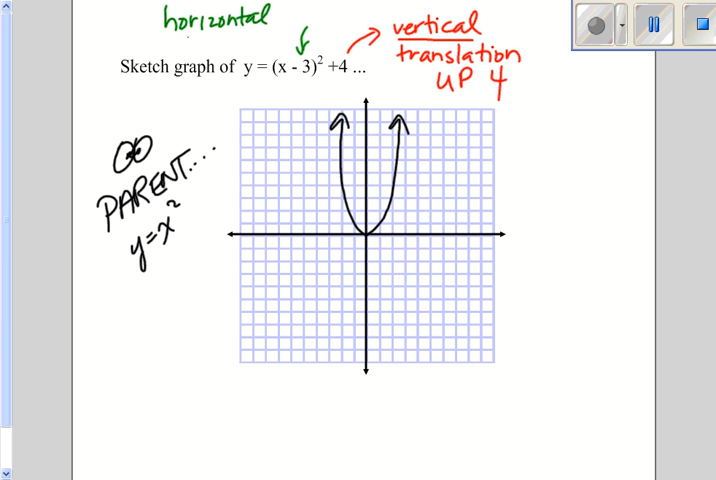 horizontal
vertical
translation
UP 4
Sketch graph of y = (x - 3)² +4 ...
PARENT....
y=x²